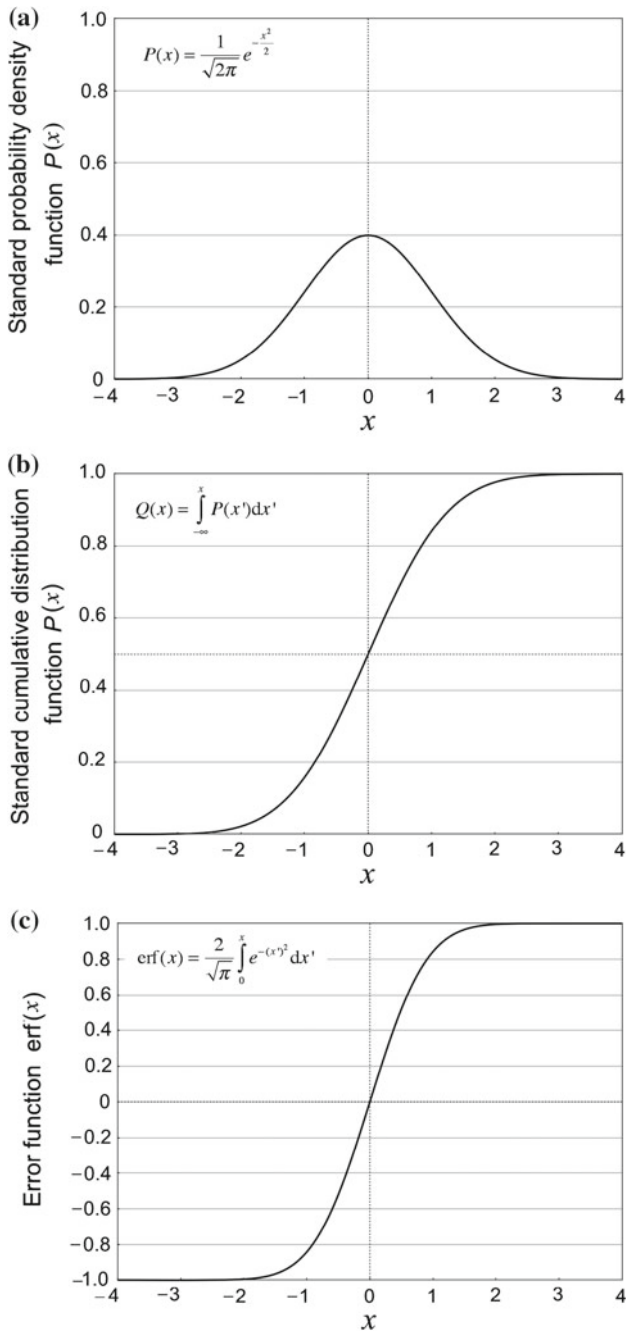 (a)
Standard probability density
function P(x)
1.0
0.8
0.6
0.4
0.2
0
P(x) = 1/√2π e^−x²/2
−4 −3 −2 −1 0 1 2 3 4
x
(b)
Standard cumulative distribution
function P(x)
1.0
0.8
0.6
0.4
0.2
0
Q(x) = ∫_−∞^x P(x')dx'
−4 −3 −2 −1 0 1 2 3 4
x
(c)
Error function erf(x)
1.0
0.8
0.6
0.4
0.2
0
−0.2
−0.4
−0.6
−0.8
−1.0
erf(x) = 2/√π ∫_0^x e^−(x')² dx'
−4 −3 −2 −1 0 1 2 3 4
x